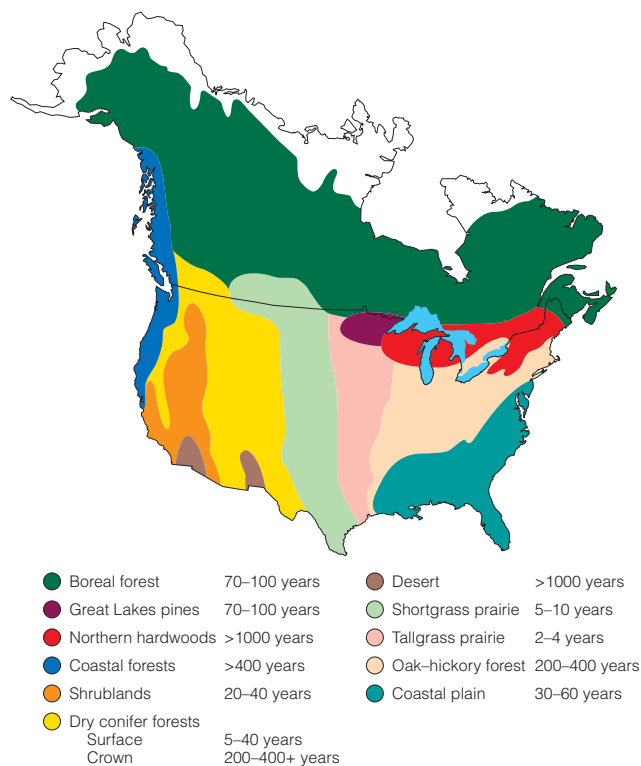 Boreal forest 70–100 years
Great Lakes pines 70–100 years
Northern hardwoods >1000 years
Coastal forests >400 years
Shrublands 20–40 years
Dry conifer forests
Surface 5–40 years
Crown 200–400+ years
Desert >1000 years
Shortgrass prairie 5–10 years
Tallgrass prairie 2–4 years
Oak–hickory forest 200–400 years
Coastal plain 30–60 years